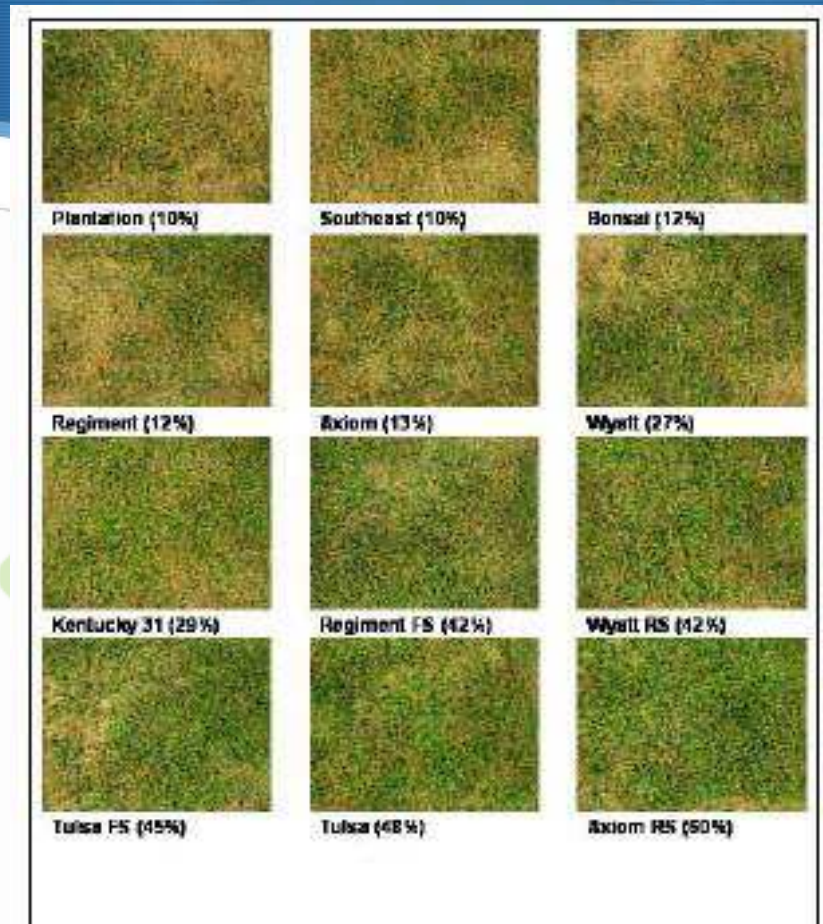 Plantation (10%)
Southeast (10%)
Bonsai (12%)
Regiment (12%)
Axiom (13%)
Wyatt (27%)
Kentucky 31 (29%)
Regiment FS (42%)
Wyatt RS (42%)
Tulsa FS (45%)
Tulsa (48%)
Axiom RS (50%)